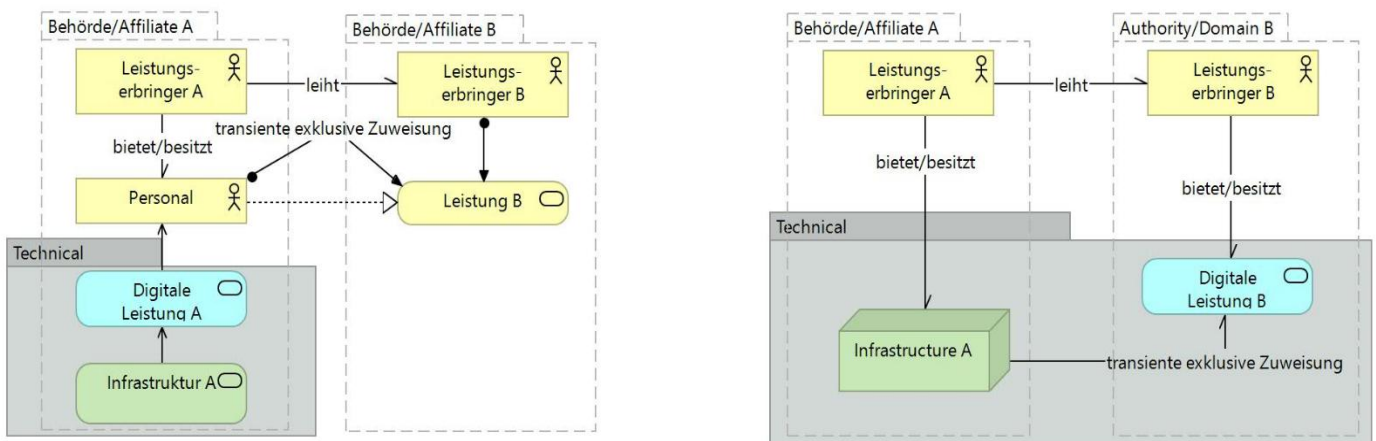 Behörde/Affiliate A
Behörde/Affiliate B
Leistungs-
erbringer A
leiht
Leistungs-
erbringer B
transiente exklusive Zuweisung
bietet/besitzt
Personal
Leistung B
Technical
Digitale
Leistung A
Infrastruktur A
Behörde/Affiliate A
Authority/Domain B
Leistungs-
erbringer A
leiht
Leistungs-
erbringer B
bietet/besitzt
bietet/besitzt
Technical
Digitale
Leistung B
Infrastructure A
transiente exklusive Zuweisung